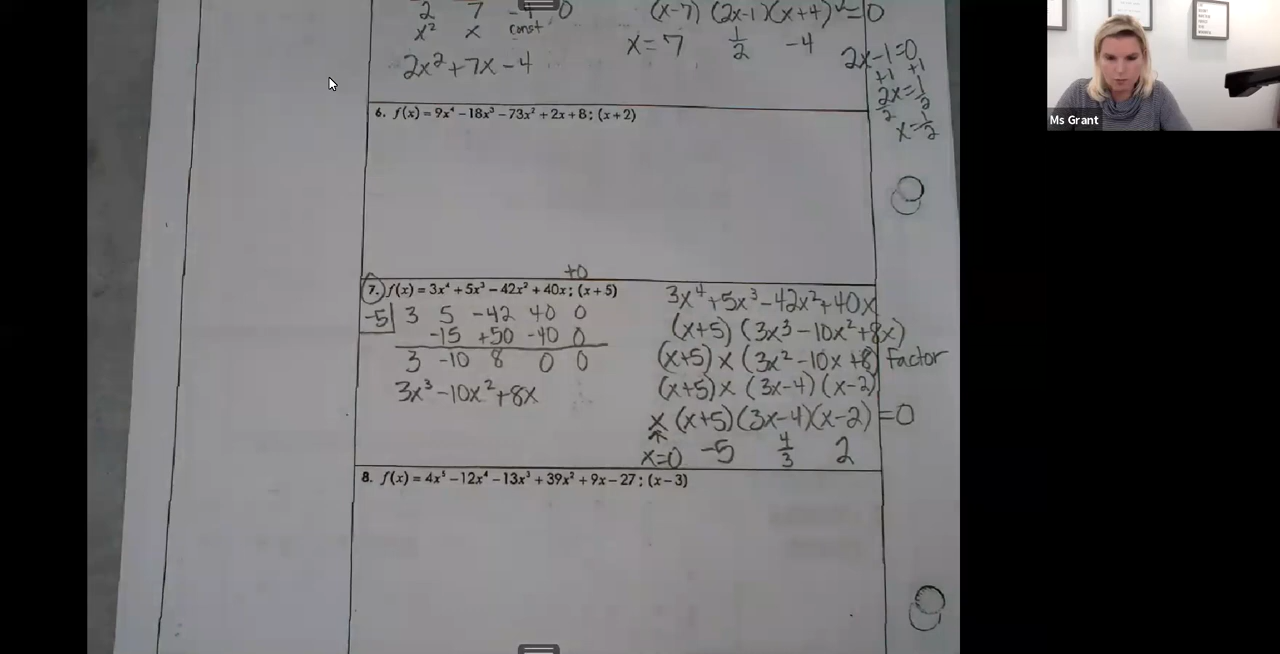 2 7 -4 0
x² x const
2x² + 7x - 4
(x-7) (2x-1)(x+4) = 0
x = 7 1/2 -4
2x-1=0
+1 +1
2x = 1
2 2
x = 1/2
6. f(x) = 9x⁴ - 18x³ - 73x² + 2x + 8; (x+2)
+0
7. f(x) = 3x⁴ + 5x³ - 42x² + 40x; (x+5)
-5 3 5 -42 40 0
-15 +50 -40 0
3 -10 8 0 0
3x³ - 10x² + 8x
3x⁴ + 5x³ - 42x² + 40x
(x+5) (3x³ - 10x² + 8x)
(x+5) x (3x² - 10x + 8) Factor
(x+5) x (3x-4) (x-2)
x (x+5)(3x-4)(x-2) = 0
x=0 -5 4/3 2
8. f(x) = 4x⁵ - 12x⁴ - 13x³ + 39x² + 9x - 27; (x-3)
Ms Grant